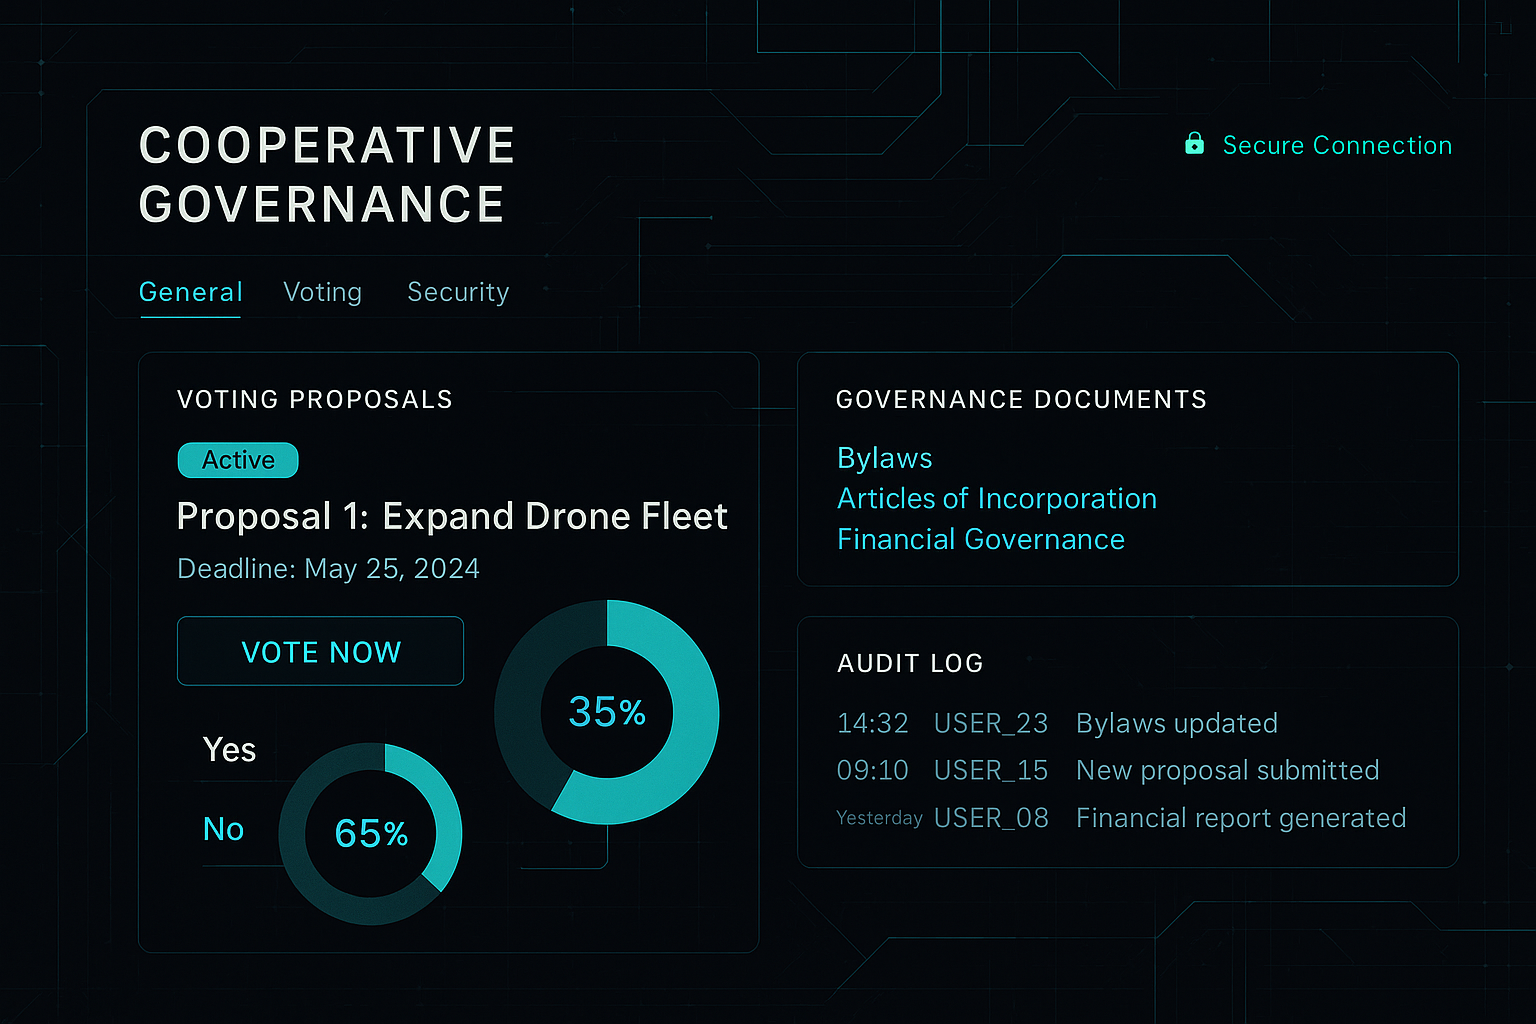 COOPERATIVE
GOVERNANCE
Secure Connection
General Voting Security
VOTING PROPOSALS
Active
Proposal 1: Expand Drone Fleet
Deadline: May 25, 2024
VOTE NOW
35%
Yes
No
65%
GOVERNANCE DOCUMENTS
Bylaws
Articles of Incorporation
Financial Governance
AUDIT LOG
14:32 USER_23 Bylaws updated
09:10 USER_15 New proposal submitted
Yesterday USER_08 Financial report generated